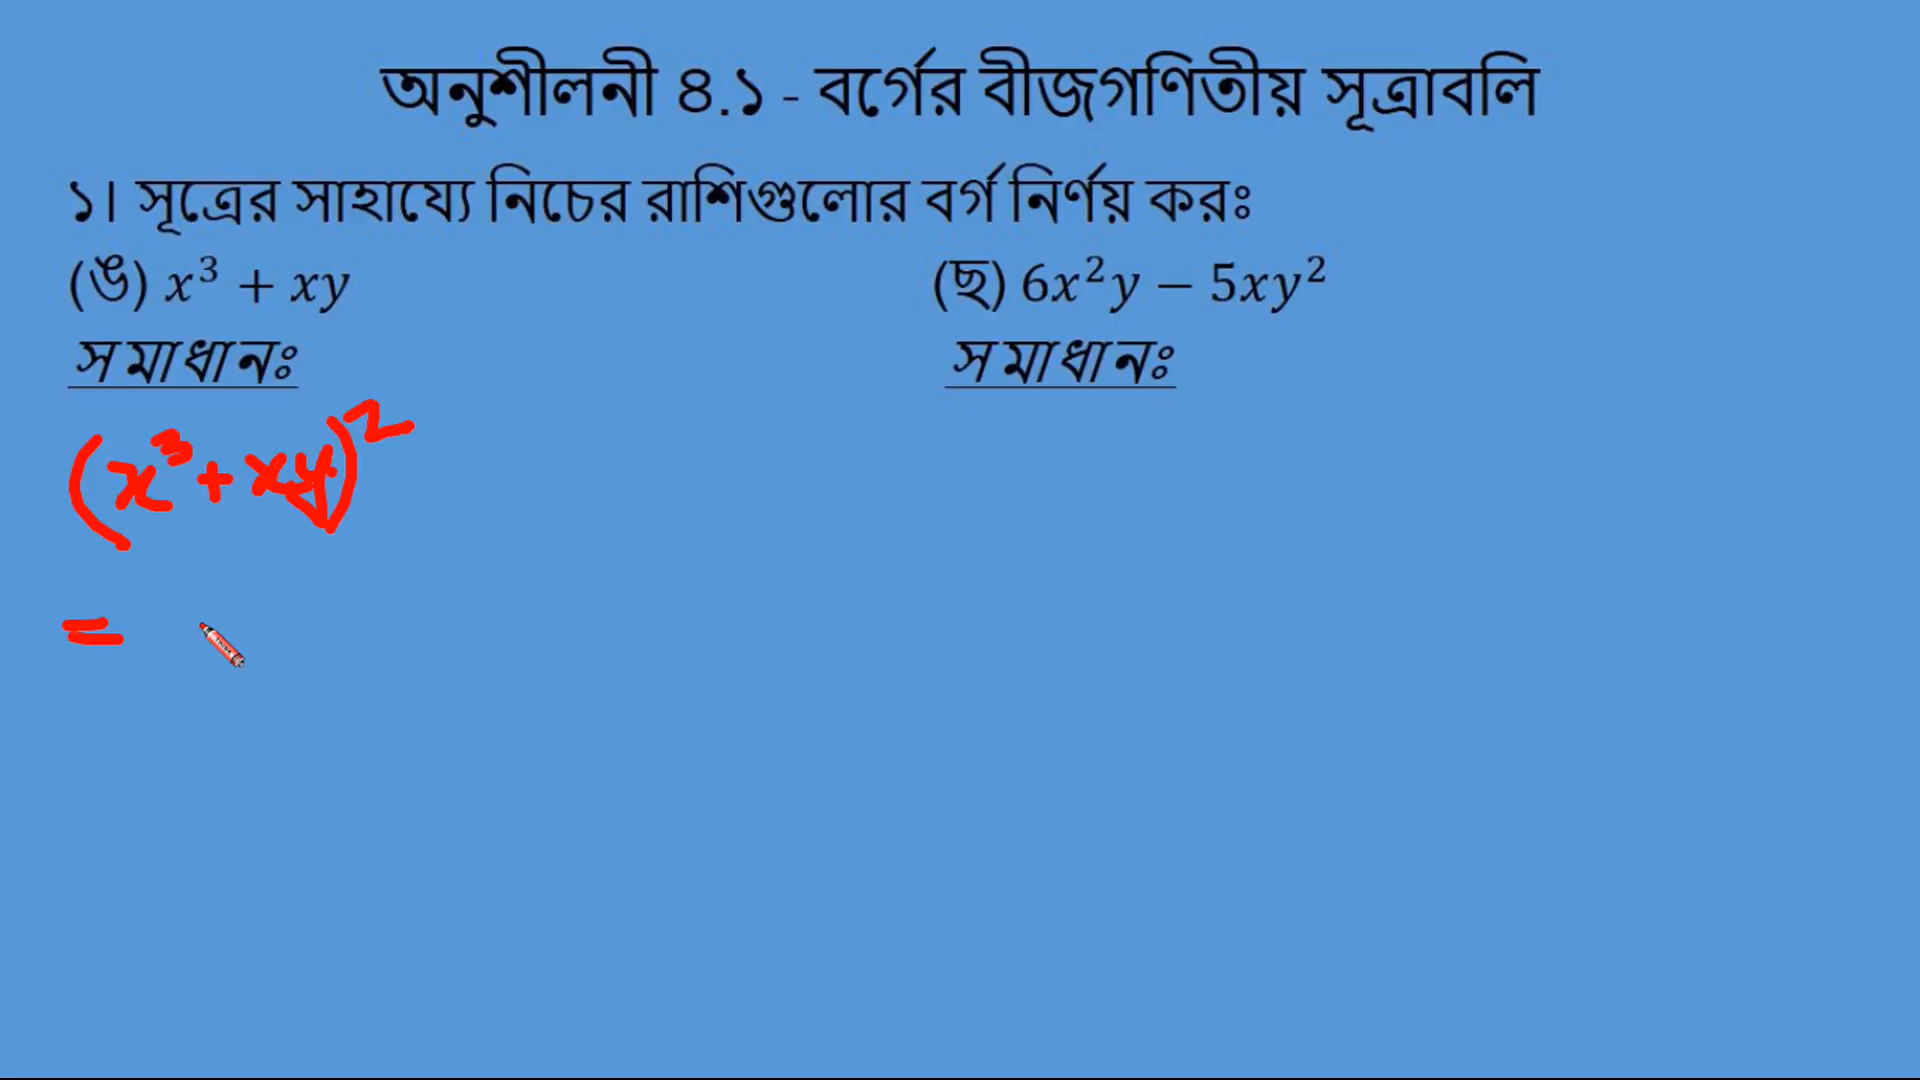 অনুশীলনী ৪.১ - বর্গের বীজগণিতীয় সূত্রাবলি
১। সূত্রের সাহায্যে নিচের রাশিগুলোর বর্গ নির্ণয় করঃ
(ঙ) x³ + xy
(ছ) 6x²y − 5xy²
সমাধানঃ
সমাধানঃ
(x³+xy)²
=